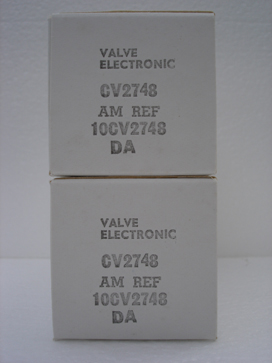 VALVE
ELECTRONIC
CV2748
AM REF
10CV2748
DA
VALVE
ELECTRONIC
CV2748
AM REF
10CV2748
DA